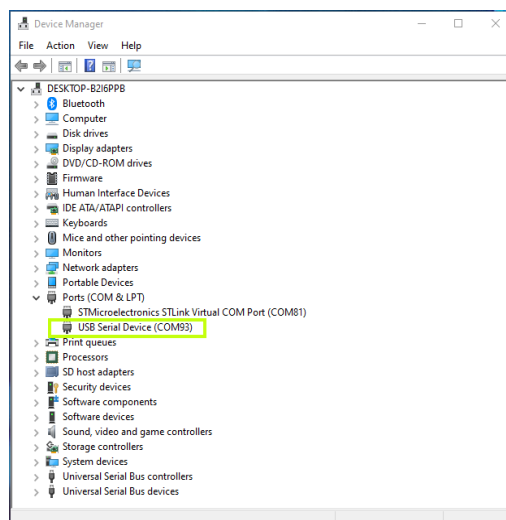 Device Manager
File Action View Help
DESKTOP-B2I6PPB
Bluetooth
Computer
Disk drives
Display adapters
DVD/CD-ROM drives
Firmware
Human Interface Devices
IDE ATA/ATAPI controllers
Keyboards
Mice and other pointing devices
Monitors
Network adapters
Portable Devices
Ports (COM & LPT)
STMicroelectronics STLink Virtual COM Port (COM81)
USB Serial Device (COM93)
Print queues
Processors
SD host adapters
Security devices
Software components
Software devices
Sound, video and game controllers
Storage controllers
System devices
Universal Serial Bus controllers
Universal Serial Bus devices